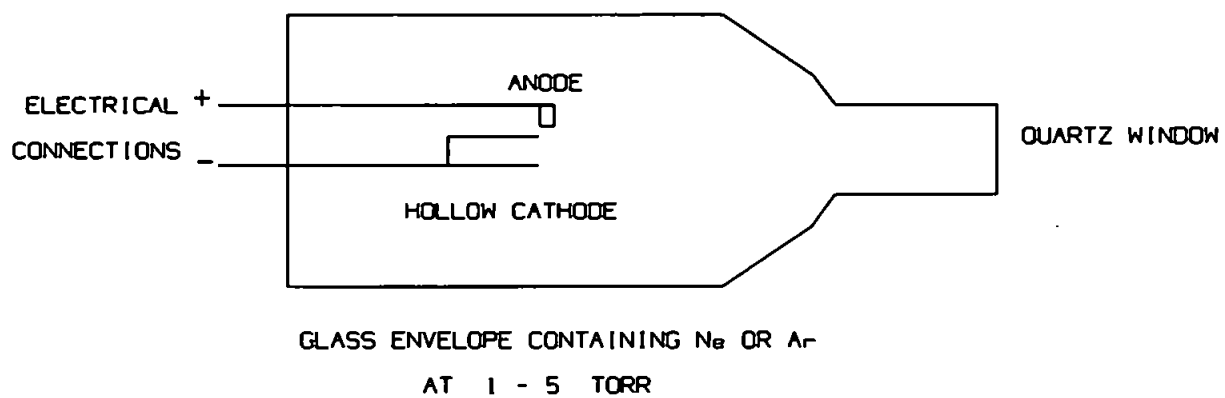 ANODE
ELECTRICAL +
CONNECTIONS -
QUARTZ WINDOW
HOLLOW CATHODE
GLASS ENVELOPE CONTAINING Ne OR Ar
AT 1 - 5 TORR